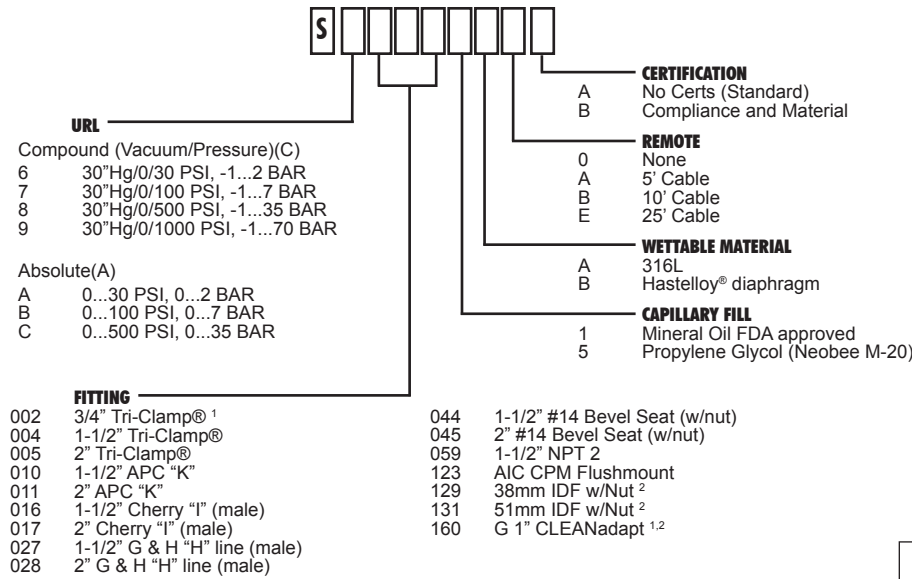 S
CERTIFICATION
A No Certs (Standard)
B Compliance and Material
REMOTE
0 None
A 5' Cable
B 10' Cable
E 25' Cable
WETTABLE MATERIAL
A 316L
B Hastelloy® diaphragm
CAPILLARY FILL
1 Mineral Oil FDA approved
5 Propylene Glycol (Neobee M-20)
URL
Compound (Vacuum/Pressure)(C)
6 30"Hg/0/30 PSI, -1...2 BAR
7 30"Hg/0/100 PSI, -1...7 BAR
8 30"Hg/0/500 PSI, -1...35 BAR
9 30"Hg/0/1000 PSI, -1...70 BAR
Absolute(A)
A 0...30 PSI, 0...2 BAR
B 0...100 PSI, 0...7 BAR
C 0...500 PSI, 0...35 BAR
FITTING
002 3/4" Tri-Clamp® ¹
004 1-1/2" Tri-Clamp®
005 2" Tri-Clamp®
010 1-1/2" APC "K"
011 2" APC "K"
016 1-1/2" Cherry "I" (male)
017 2" Cherry "I" (male)
027 1-1/2" G & H "H" line (male)
028 2" G & H "H" line (male)
044 1-1/2" #14 Bevel Seat (w/nut)
045 2" #14 Bevel Seat (w/nut)
059 1-1/2" NPT 2
123 AIC CPM Flushmount
129 38mm IDF w/Nut ²
131 51mm IDF w/Nut ²
160 G 1" CLEANadapt ¹,²